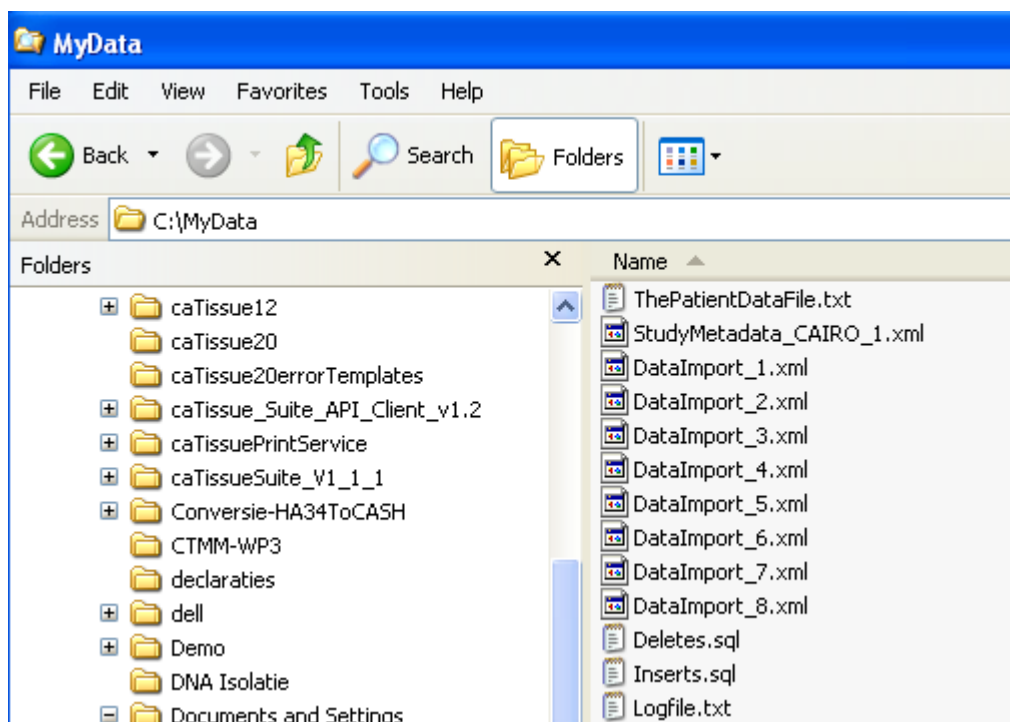 MyData
File Edit View Favorites Tools Help
Back Search Folders
Address C:\MyData
Folders
caTissue12
caTissue20
caTissue20errorTemplates
caTissue_Suite_API_Client_v1.2
caTissuePrintService
caTissueSuite_V1_1_1
Conversie-HA34ToCASH
CTMM-WP3
declaraties
dell
Demo
DNA Isolatie
Documents and Settings
Name
ThePatientDataFile.txt
StudyMetadata_CAIRO_1.xml
DataImport_1.xml
DataImport_2.xml
DataImport_3.xml
DataImport_4.xml
DataImport_5.xml
DataImport_6.xml
DataImport_7.xml
DataImport_8.xml
Deletes.sql
Inserts.sql
Logfile.txt